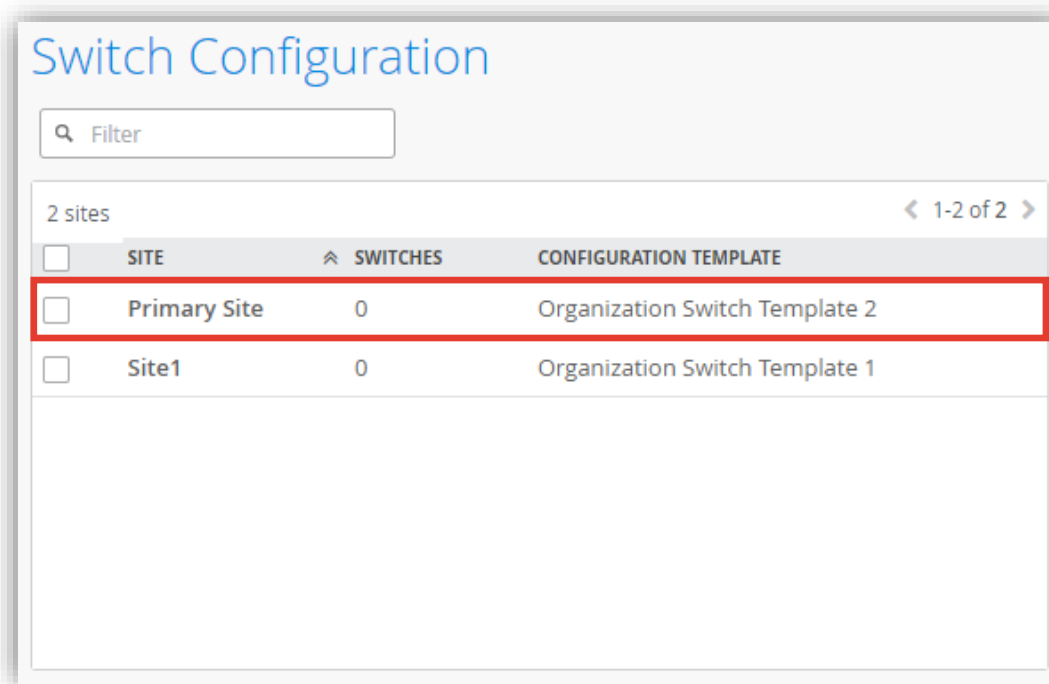 Switch Configuration
Filter
2 sites 1-2 of 2
SITE SWITCHES CONFIGURATION TEMPLATE
Primary Site 0 Organization Switch Template 2
Site1 0 Organization Switch Template 1